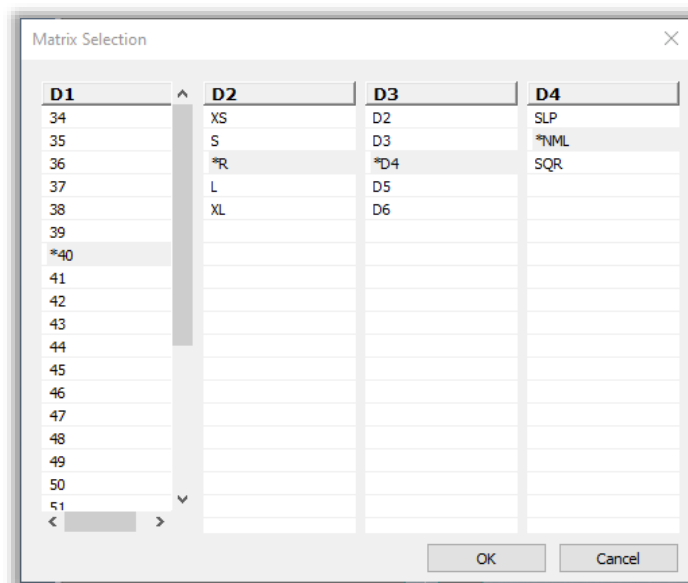 Matrix Selection
D1 D2 D3 D4
34 XS D2 SLP
35 S D3 *NML
36 *R *D4 SQR
37 L D5
38 XL D6
39
*40
41
42
43
44
45
46
47
48
49
50
51
OK Cancel